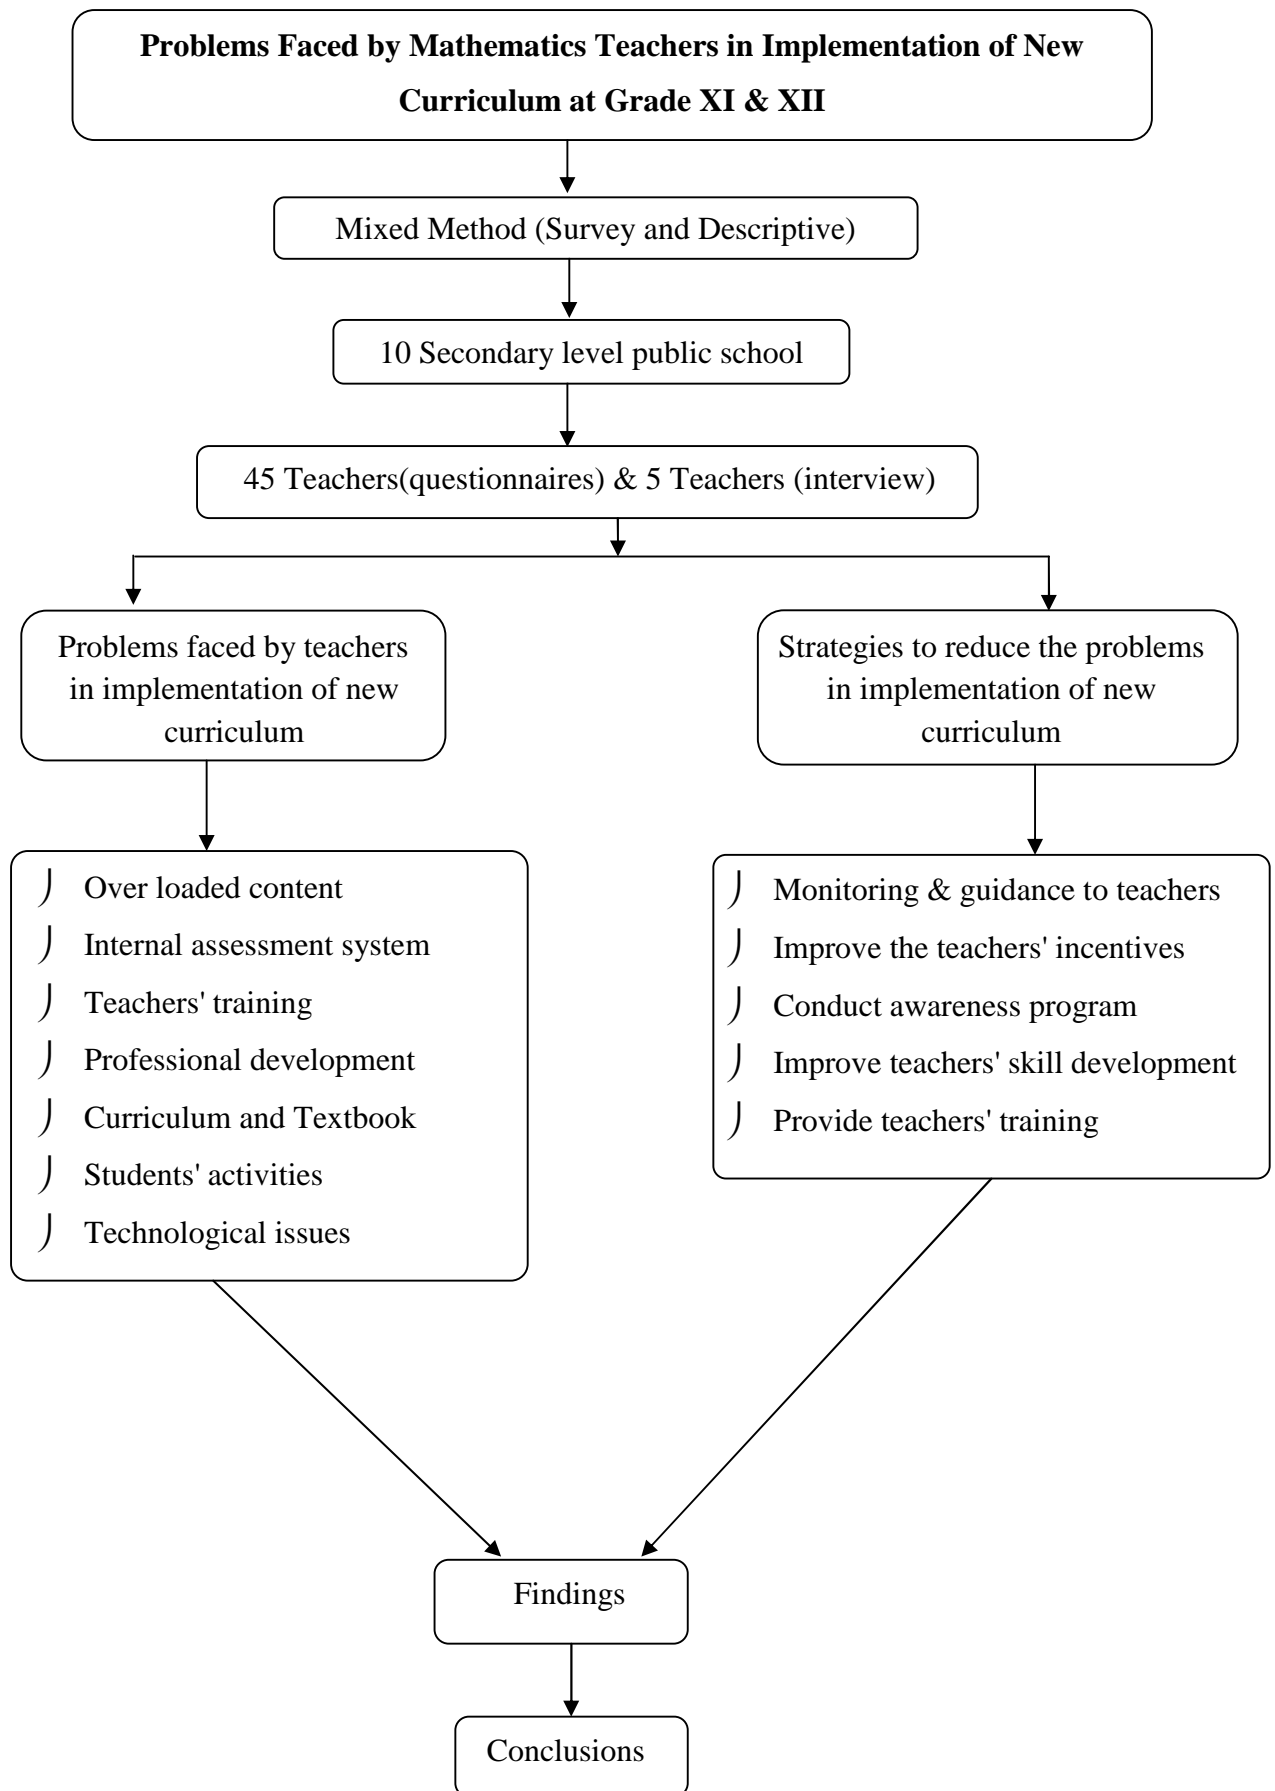 Problems Faced by Mathematics Teachers in Implementation of New
Curriculum at Grade XI & XII
Mixed Method (Survey and Descriptive)
10 Secondary level public school
45 Teachers(questionnaires) & 5 Teachers (interview)
Problems faced by teachers
in implementation of new
curriculum
Strategies to reduce the problems
in implementation of new
curriculum
Over loaded content
Internal assessment system
Teachers' training
Professional development
Curriculum and Textbook
Students' activities
Technological issues
Monitoring & guidance to teachers
Improve the teachers' incentives
Conduct awareness program
Improve teachers' skill development
Provide teachers' training
Findings
Conclusions